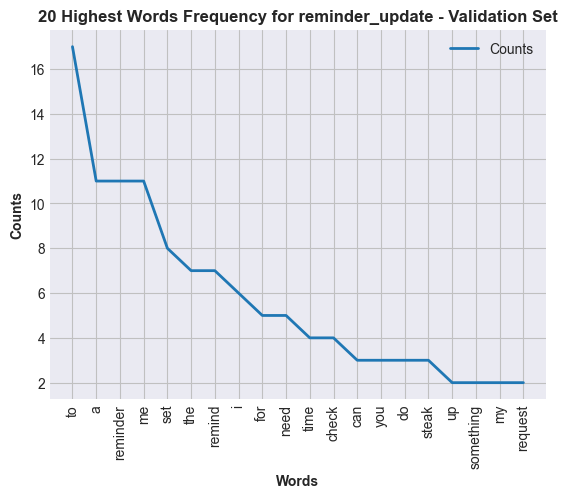 20 Highest Words Frequency for reminder_update - Validation Set
Counts
16
14
12
10
8
6
4
2
Counts
to
a
reminder
me
set
the
remind
i
for
need
time
check
can
you
do
steak
up
something
my
request
Words